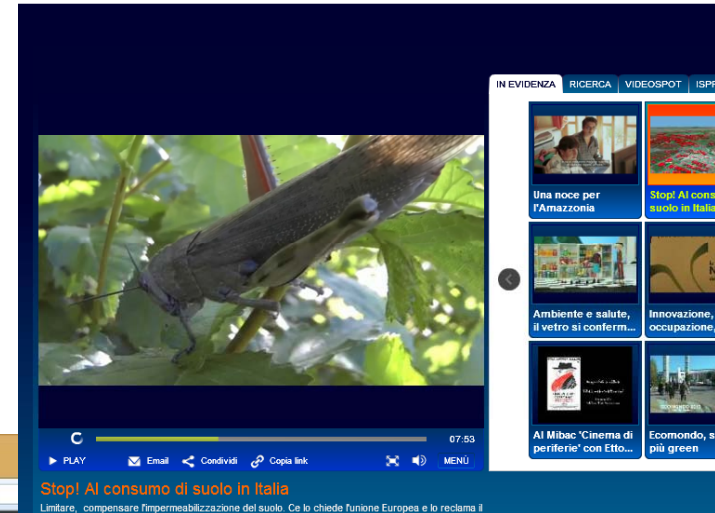 IN EVIDENZA
RICERCA
VIDEOSPOT
Una noce per
l'Amazzonia
Stop! Al
suolo in Italia
Ambiente e salute,
il vetro si conferm...
Innovazione,
occupazione,
ECOMONDO
Al Mibac 'Cinema di
periferie' con Etto...
Ecomondo,
più green
07:53
PLAY
Email
Condividi
Copia link
MENÙ
Stop! Al consumo di suolo in Italia
Limitare, compensare l'impermeabilizzazione del suolo. Ce lo chiede l'unione Europea e lo reclama il